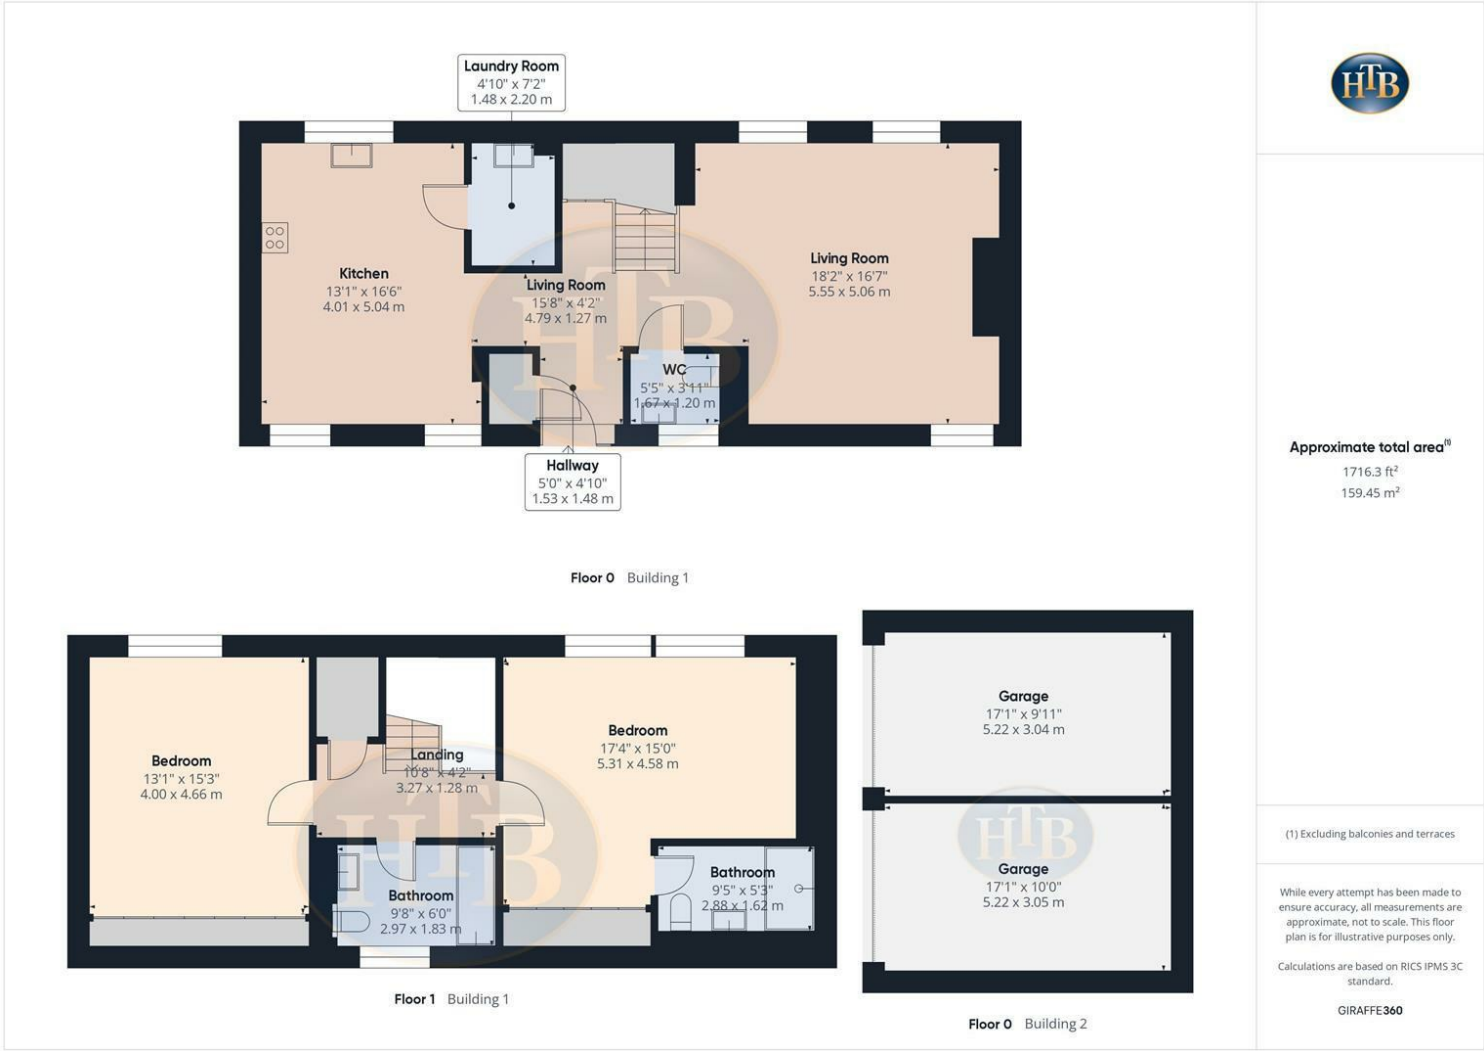 Laundry Room
4'10" x 7'2"
1.48 x 2.20 m
Kitchen
13'1" x 16'6"
4.01 x 5.04 m
Living Room
15'8" x 4'2"
4.79 x 1.27 m
Living Room
18'2" x 16'7"
5.55 x 5.06 m
WC
5'5" x 3'11"
1.67 x 1.20 m
Hallway
5'0" x 4'10"
1.53 x 1.48 m
HTB
Floor 0 Building 1
Bedroom
13'1" x 15'3"
4.00 x 4.66 m
Landing
10'8" x 4'2"
3.27 x 1.28 m
Bedroom
17'4" x 15'0"
5.31 x 4.58 m
Bathroom
9'8" x 6'0"
2.97 x 1.83 m
Bathroom
9'5" x 5'3"
2.88 x 1.62 m
HTB
Floor 1 Building 1
Garage
17'1" x 9'11"
5.22 x 3.04 m
HTB
Garage
17'1" x 10'0"
5.22 x 3.05 m
Floor 0 Building 2
HTB
Approximate total area(1)
1716.3 ft²
159.45 m²
(1) Excluding balconies and terraces
While every attempt has been made to
ensure accuracy, all measurements are
approximate, not to scale. This floor
plan is for illustrative purposes only.
Calculations are based on RICS IPMS 3C
standard.
GIRAFFE360